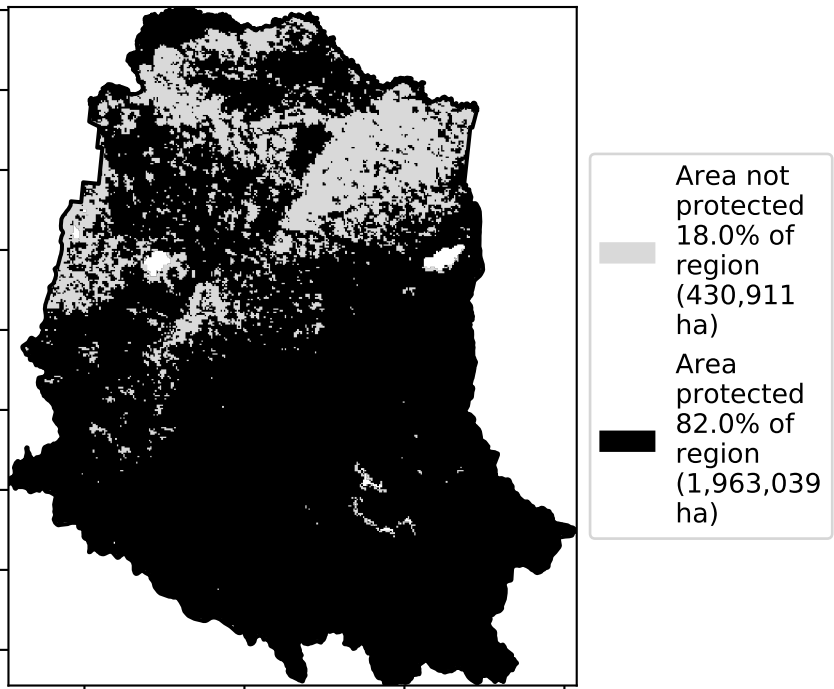 Area not
protected
18.0% of
region
(430,911
ha)
Area
protected
82.0% of
region
(1,963,039
ha)